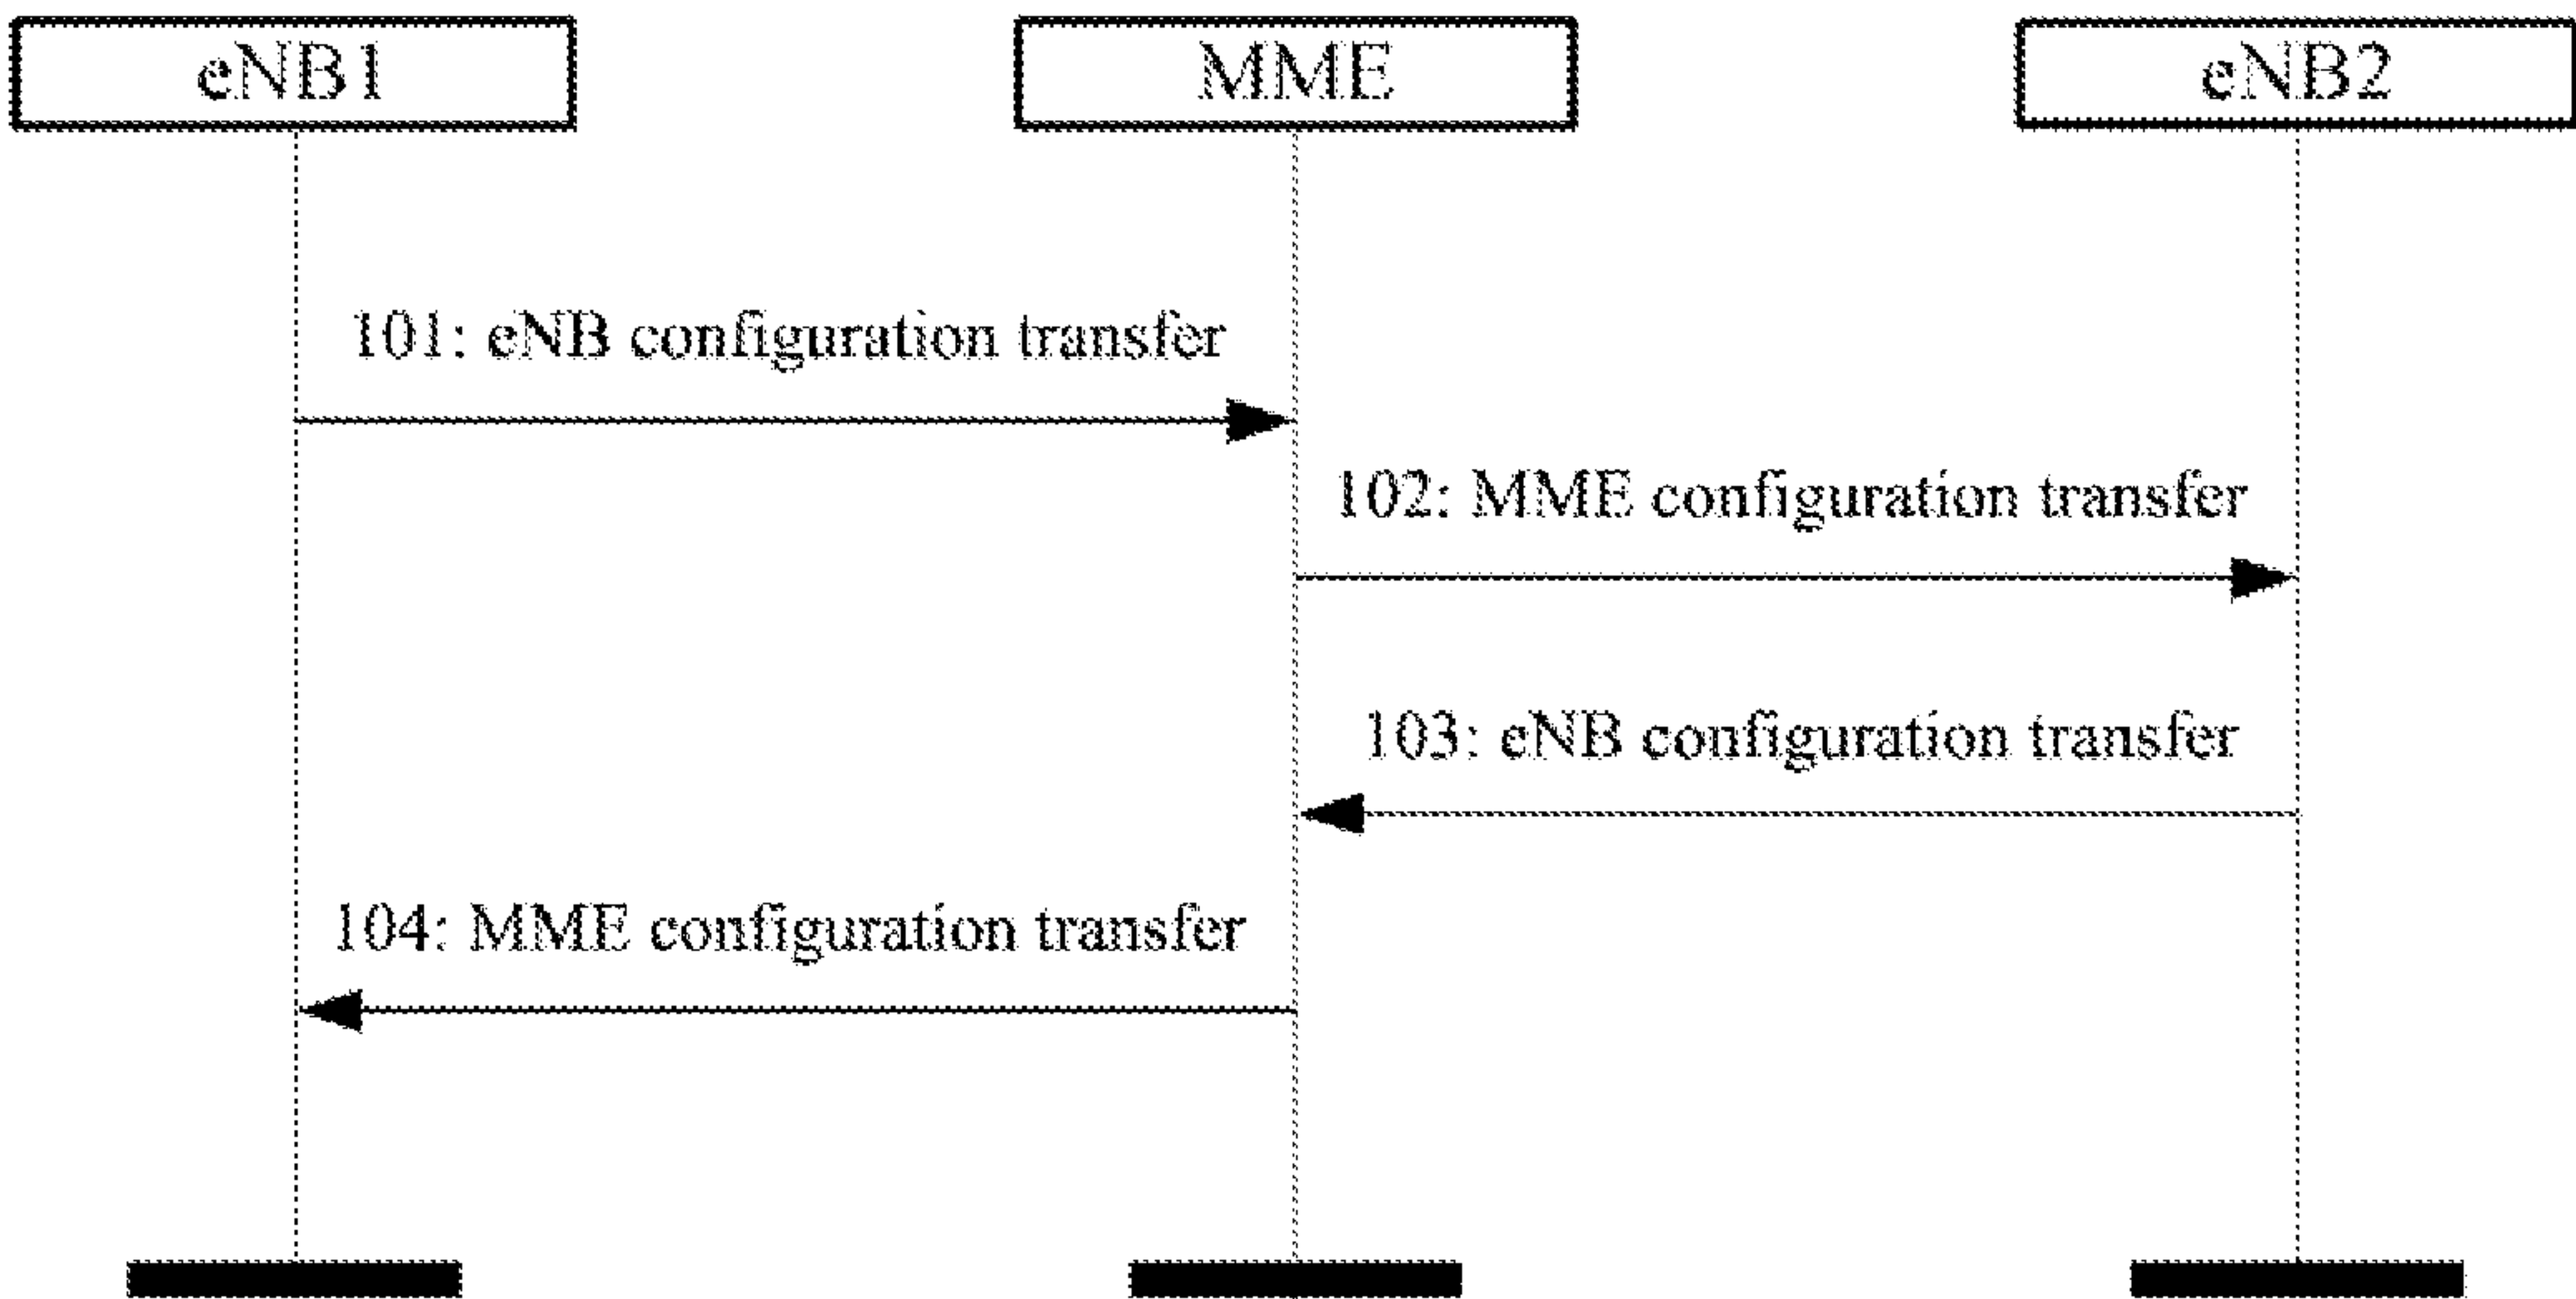 eNB1
MME
eNB2
101: eNB configuration transfer
102: MME configuration transfer
103: eNB configuration transfer
104: MME configuration transfer